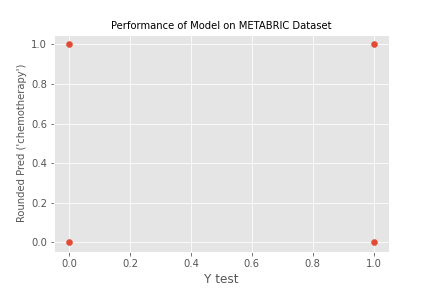 Performance of Model on METABRIC Dataset
Rounded Pred ('chemotherapy')
1.0
0.8
0.6
0.4
0.2
0.0
0.0 0.2 0.4 0.6 0.8 1.0
Y test